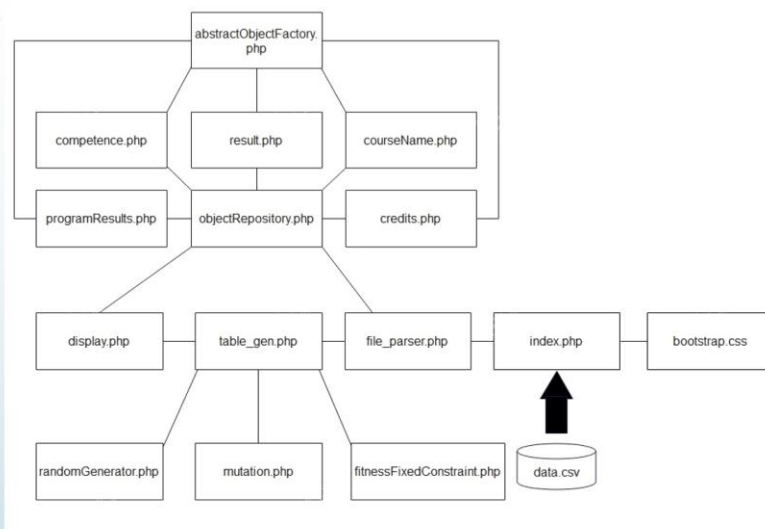 abstractObjectFactory.
php
competence.php
result.php
courseName.php
programResults.php
objectRepository.php
credits.php
display.php
table_gen.php
file_parser.php
index.php
bootstrap.css
randomGenerator.php
mutation.php
fitnessFixedConstraint.php
data.csv